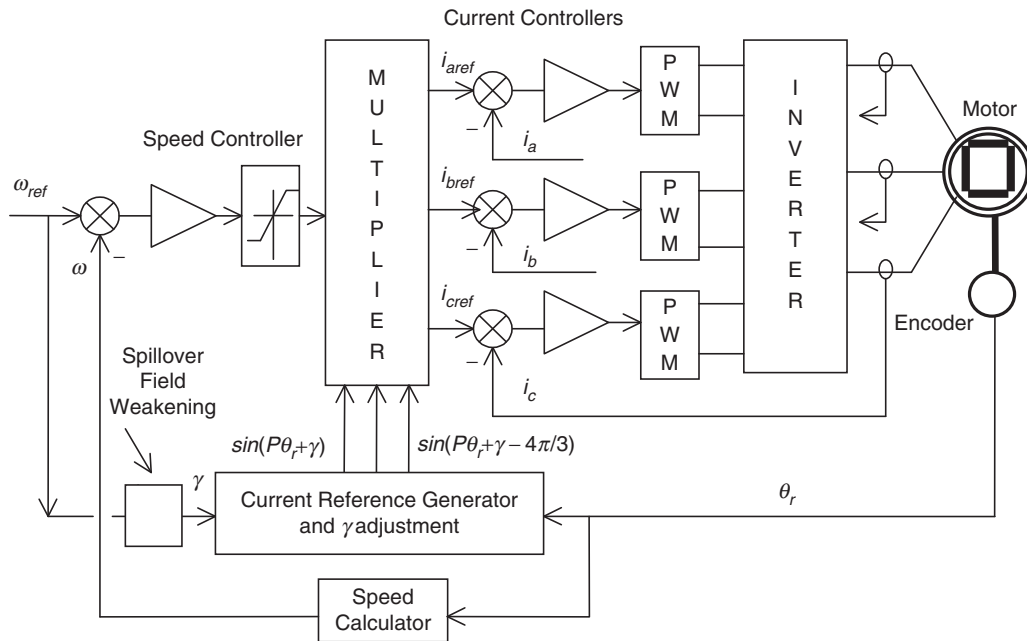 Current Controllers
Speed Controller
Motor
Encoder
ω_ref
ω
−
M
U
L
T
I
P
L
I
E
R
i_aref
−
i_a
P
W
M
i_bref
−
i_b
P
W
M
i_cref
−
i_c
P
W
M
I
N
V
E
R
T
E
R
Spillover
Field
Weakening
γ
sin(Pθ_r+γ)
sin(Pθ_r+γ−4π/3)
θ_r
Current Reference Generator
and γ adjustment
Speed
Calculator